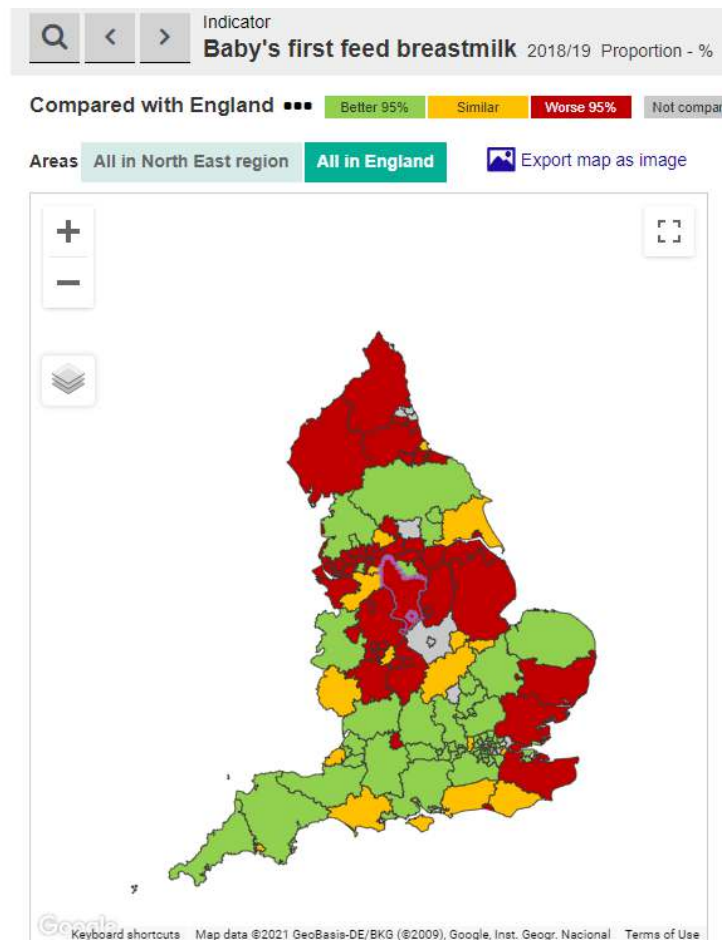 Indicator
Baby's first feed breastmilk 2018/19 Proportion - %
Compared with England ••• Better 95% Similar Worse 95% Not compar
Areas All in North East region All in England Export map as image
+
−
Google
Keyboard shortcuts Map data ©2021 GeoBasis-DE/BKG (©2009), Google, Inst. Geogr. Nacional Terms of Use